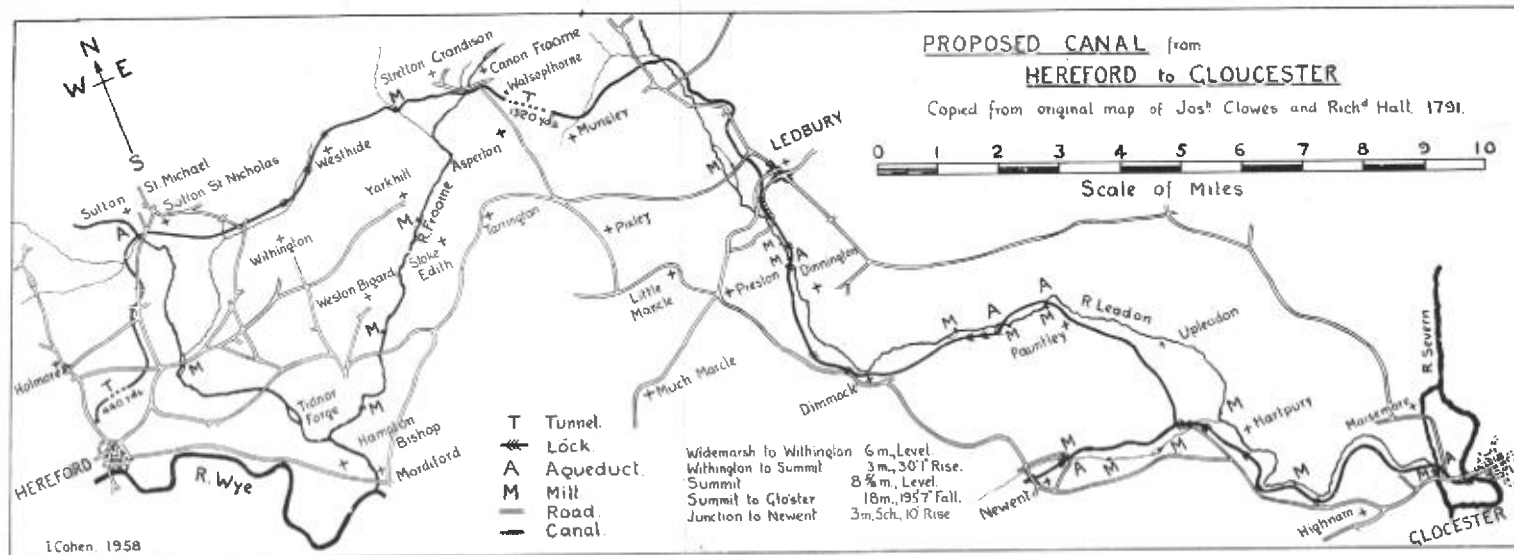 PROPOSED CANAL from
HEREFORD to GLOUCESTER
Copied from original map of Josh Clowes and Richd Hall. 1791.
0 1 2 3 4 5 6 7 8 9 10
Scale of Miles
N
W E
S
Stretton Grandison
Canon Froome
Walsopthorne
T
1320 yds
Munsley
M
Asperton
Westhide
St. Michael
Sutton St Nicholas
Sutton
A
Yarkhill
M
R. Froome
Tarrington
Withington
Stoke
Edith
Weston Bigard
M
Pixley
LEDBURY
M
M
M
A
Dinnington
Preston
Little
Marcle
Much Marcle
Dimmock
M
A
M
A
M
R Leadon
Pauntley
Upleadon
M
Hartpury
Holmer
T
440 yds
M
Tidnor
Forge
M
Hampton
Bishop
Mordiford
HEREFORD
R. Wye
Newent
M
A
M
M
M
Highnam
Morsemore
M
A
R Severn
GLOCESTER
T Tunnel.
Lock.
A Aqueduct.
M Mill
Road.
Canal.
Widemarsh to Withington 6 m., Level.
Withington to Summit 3 m., 30'1" Rise.
Summit 8 ⅝ m., Level.
Summit to Glo'ster 18 m., 195'7" Fall.
Junction to Newent 3 m, 5ch., 10' Rise
I Cohen. 1958